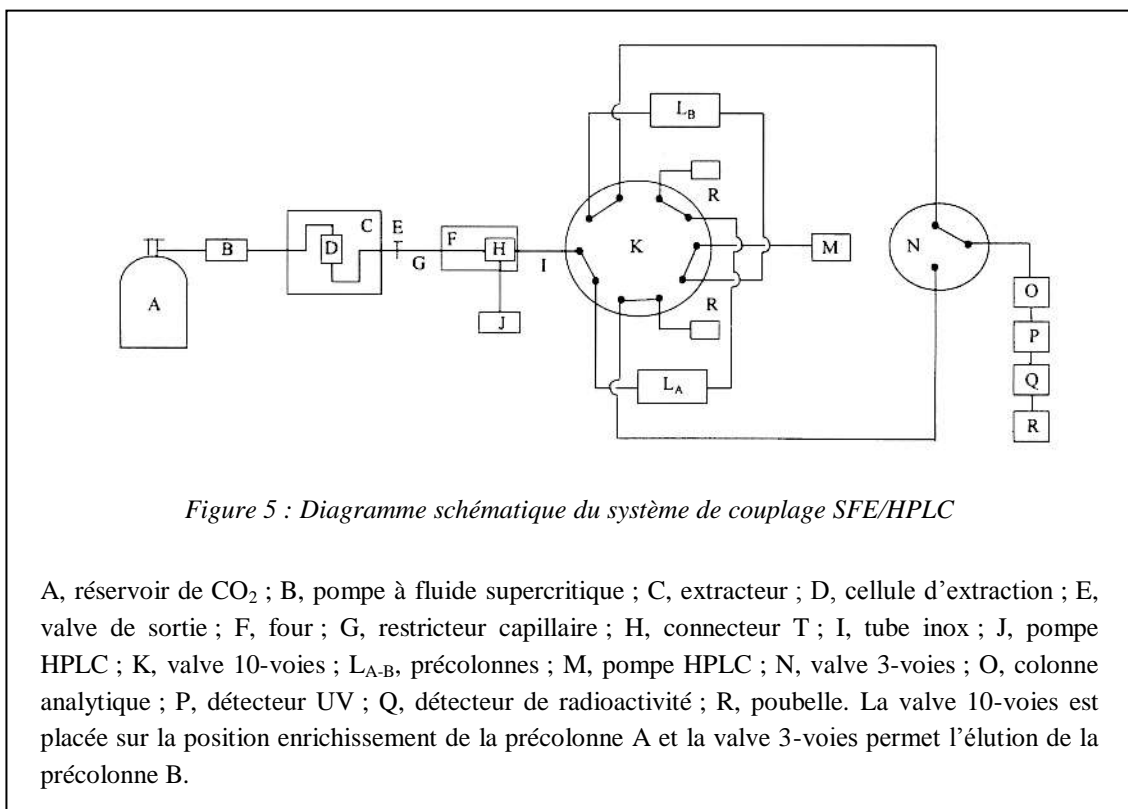 L_B
R
C
E
B
D
F
H
K
M
N
G
I
O
A
J
R
P
L_A
Q
R
Figure 5 : Diagramme schématique du système de couplage SFE/HPLC
A, réservoir de CO₂ ; B, pompe à fluide supercritique ; C, extracteur ; D, cellule d’extraction ; E,
valve de sortie ; F, four ; G, restricteur capillaire ; H, connecteur T ; I, tube inox ; J, pompe
HPLC ; K, valve 10-voies ; L_A-B, précolonnes ; M, pompe HPLC ; N, valve 3-voies ; O, colonne
analytique ; P, détecteur UV ; Q, détecteur de radioactivité ; R, poubelle. La valve 10-voies est
placée sur la position enrichissement de la précolonne A et la valve 3-voies permet l’élution de la
précolonne B.